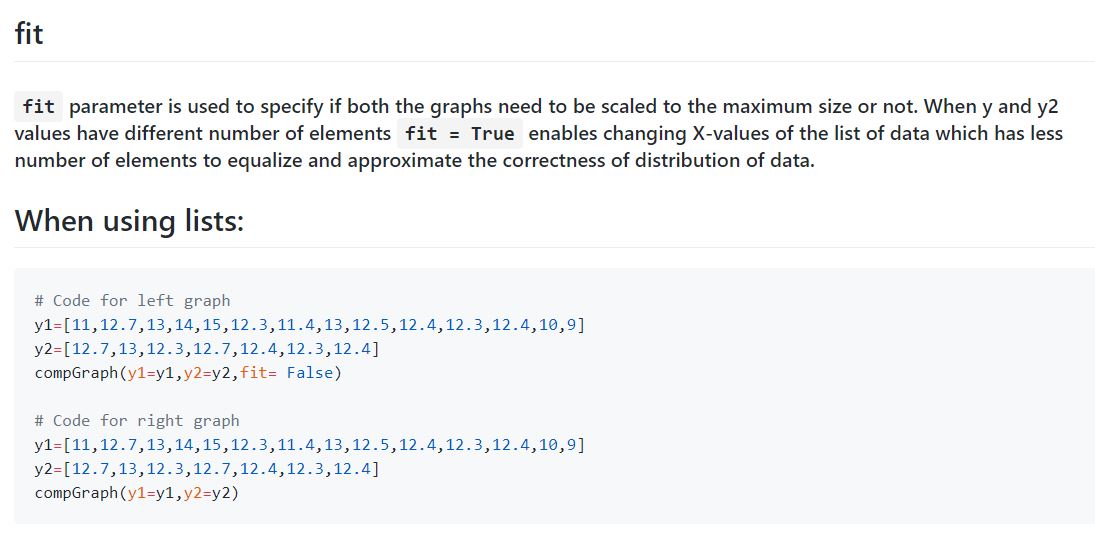 fit
fit parameter is used to specify if both the graphs need to be scaled to the maximum size or not. When y and y2
values have different number of elements fit = True enables changing X-values of the list of data which has less
number of elements to equalize and approximate the correctness of distribution of data.
When using lists:
# Code for left graph
y1=[11,12.7,13,14,15,12.3,11.4,13,12.5,12.4,12.3,12.4,10,9]
y2=[12.7,13,12.3,12.7,12.4,12.3,12.4]
compGraph(y1=y1,y2=y2,fit= False)
# Code for right graph
y1=[11,12.7,13,14,15,12.3,11.4,13,12.5,12.4,12.3,12.4,10,9]
y2=[12.7,13,12.3,12.7,12.4,12.3,12.4]
compGraph(y1=y1,y2=y2)